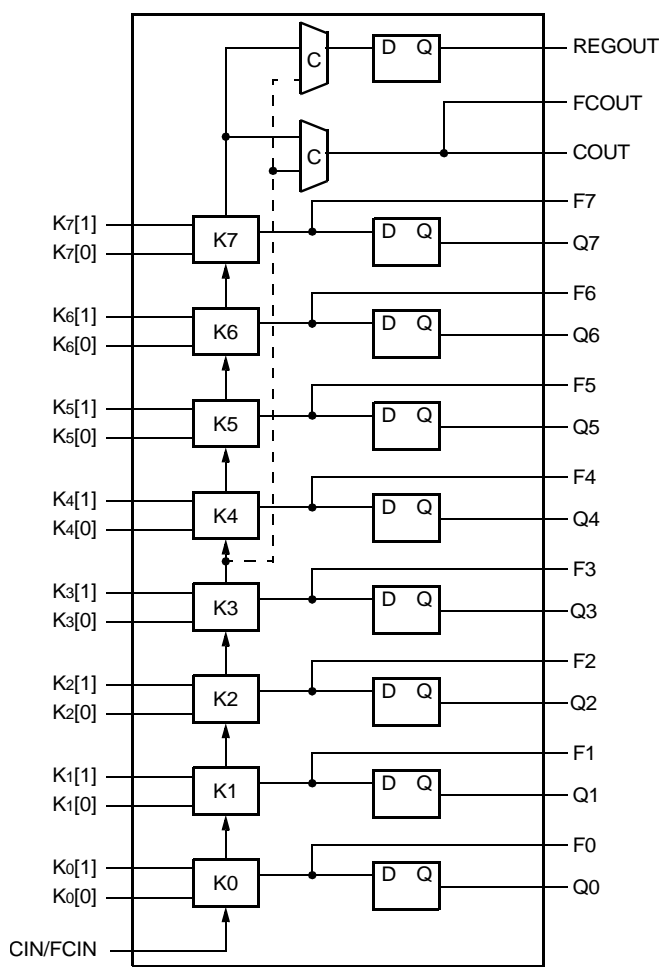 C
D Q
REGOUT
FCOUT
C
COUT
F7
K7[1]
K7[0]
K7
D Q
Q7
F6
K6[1]
K6[0]
K6
D Q
Q6
F5
K5[1]
K5[0]
K5
D Q
Q5
F4
K4[1]
K4[0]
K4
D Q
Q4
F3
K3[1]
K3[0]
K3
D Q
Q3
F2
K2[1]
K2[0]
K2
D Q
Q2
F1
K1[1]
K1[0]
K1
D Q
Q1
F0
K0[1]
K0[0]
K0
D Q
Q0
CIN/FCIN